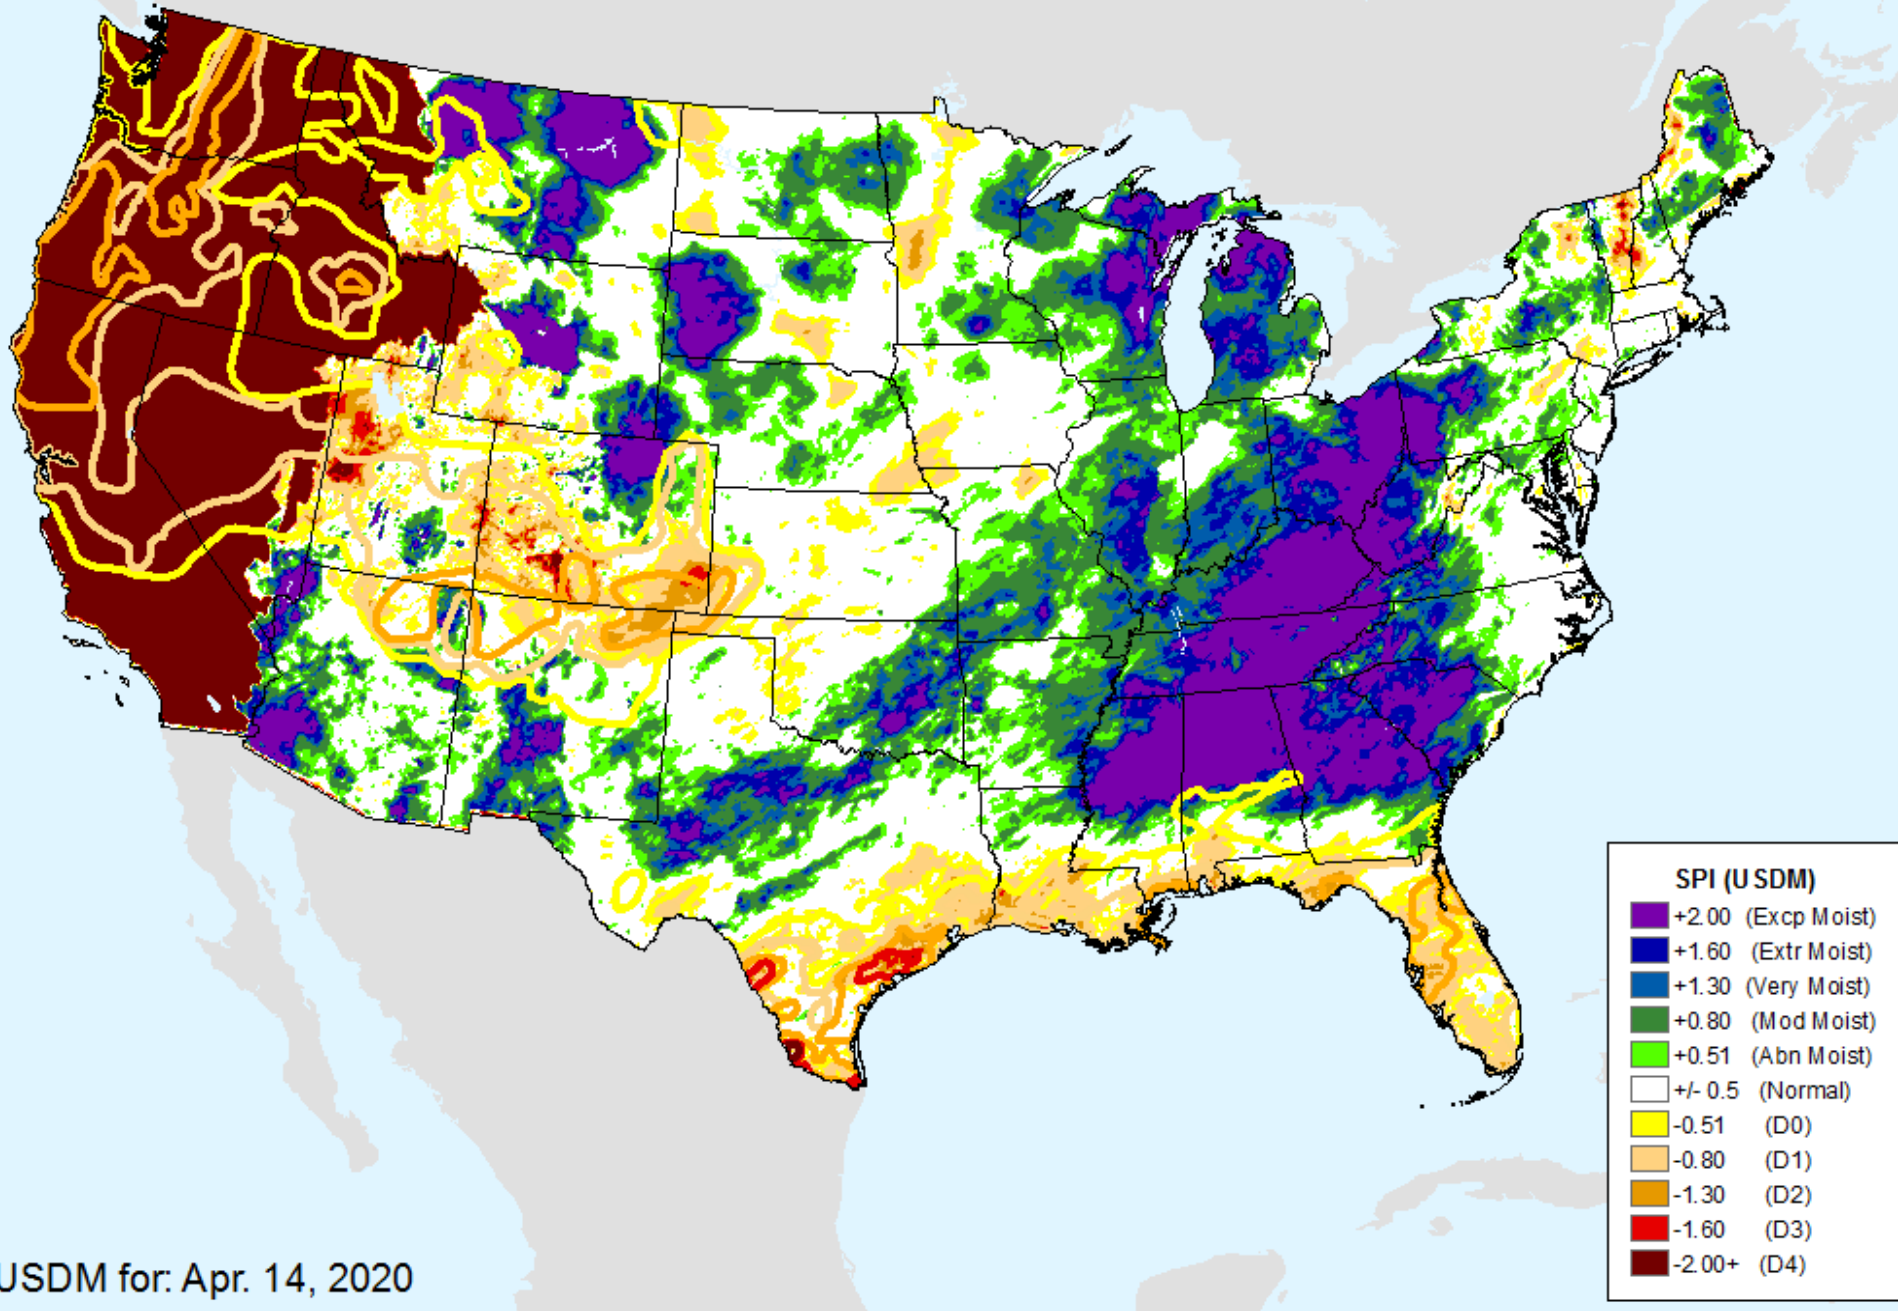 SPI (USDM)
+2.00 (Excp Moist)
+1.60 (Extr Moist)
+1.30 (Very Moist)
+0.80 (Mod Moist)
+0.51 (Abn Moist)
+/- 0.5 (Normal)
-0.51 (D0)
-0.80 (D1)
-1.30 (D2)
-1.60 (D3)
-2.00+ (D4)
USDM for: Apr. 14, 2020